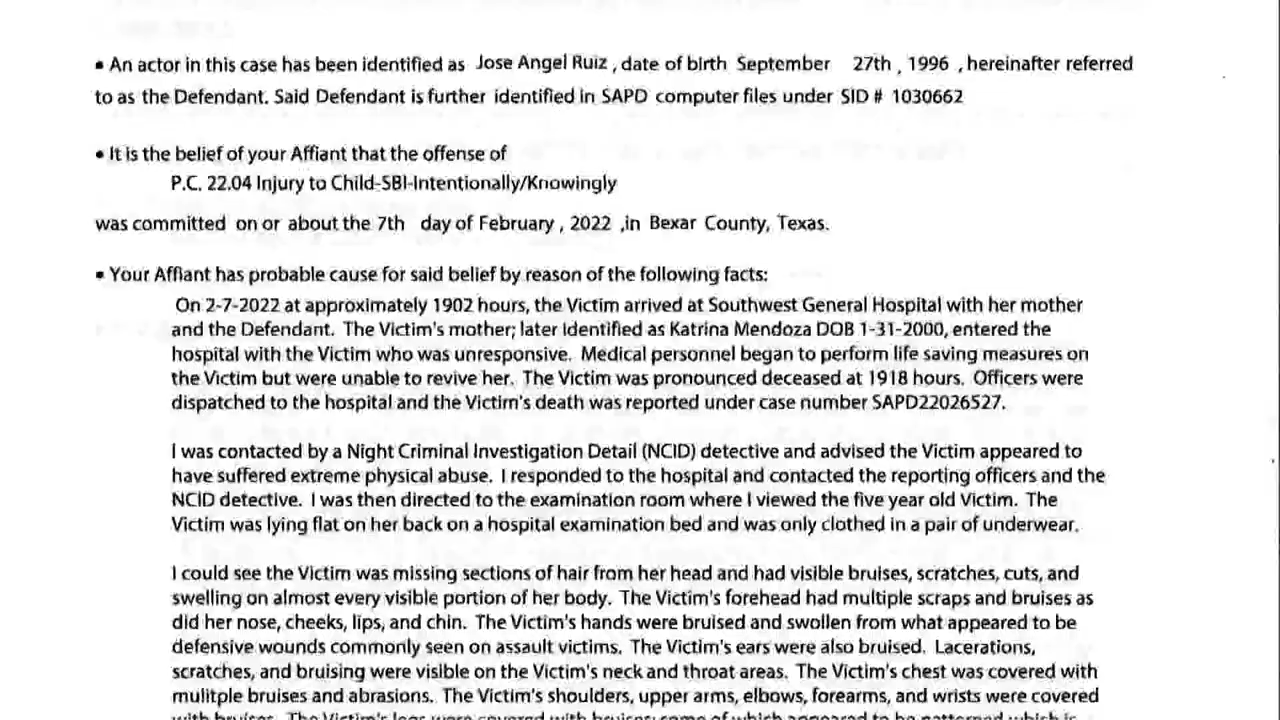 • An actor in this case has been identified as Jose Angel Ruiz , date of birth September 27th , 1996 , hereinafter referred
to as the Defendant. Said Defendant is further identified in SAPD computer files under SID # 1030662
• It is the belief of your Affiant that the offense of
P.C. 22.04 Injury to Child-SBI-Intentionally/Knowingly
was committed on or about the 7th day of February , 2022 ,in Bexar County, Texas.
• Your Affiant has probable cause for said belief by reason of the following facts:
On 2-7-2022 at approximately 1902 hours, the Victim arrived at Southwest General Hospital with her mother
and the Defendant. The Victim's mother; later identified as Katrina Mendoza DOB 1-31-2000, entered the
hospital with the Victim who was unresponsive. Medical personnel began to perform life saving measures on
the Victim but were unable to revive her. The Victim was pronounced deceased at 1918 hours. Officers were
dispatched to the hospital and the Victim's death was reported under case number SAPD22026527.
I was contacted by a Night Criminal Investigation Detail (NCID) detective and advised the Victim appeared to
have suffered extreme physical abuse. I responded to the hospital and contacted the reporting officers and the
NCID detective. I was then directed to the examination room where I viewed the five year old Victim. The
Victim was lying flat on her back on a hospital examination bed and was only clothed in a pair of underwear.
I could see the Victim was missing sections of hair from her head and had visible bruises, scratches, cuts, and
swelling on almost every visible portion of her body. The Victim's forehead had multiple scraps and bruises as
did her nose, cheeks, lips, and chin. The Victim's hands were bruised and swollen from what appeared to be
defensive wounds commonly seen on assault victims. The Victim's ears were also bruised. Lacerations,
scratches, and bruising were visible on the Victim's neck and throat areas. The Victim's chest was covered with
mulitple bruises and abrasions. The Victim's shoulders, upper arms, elbows, forearms, and wrists were covered